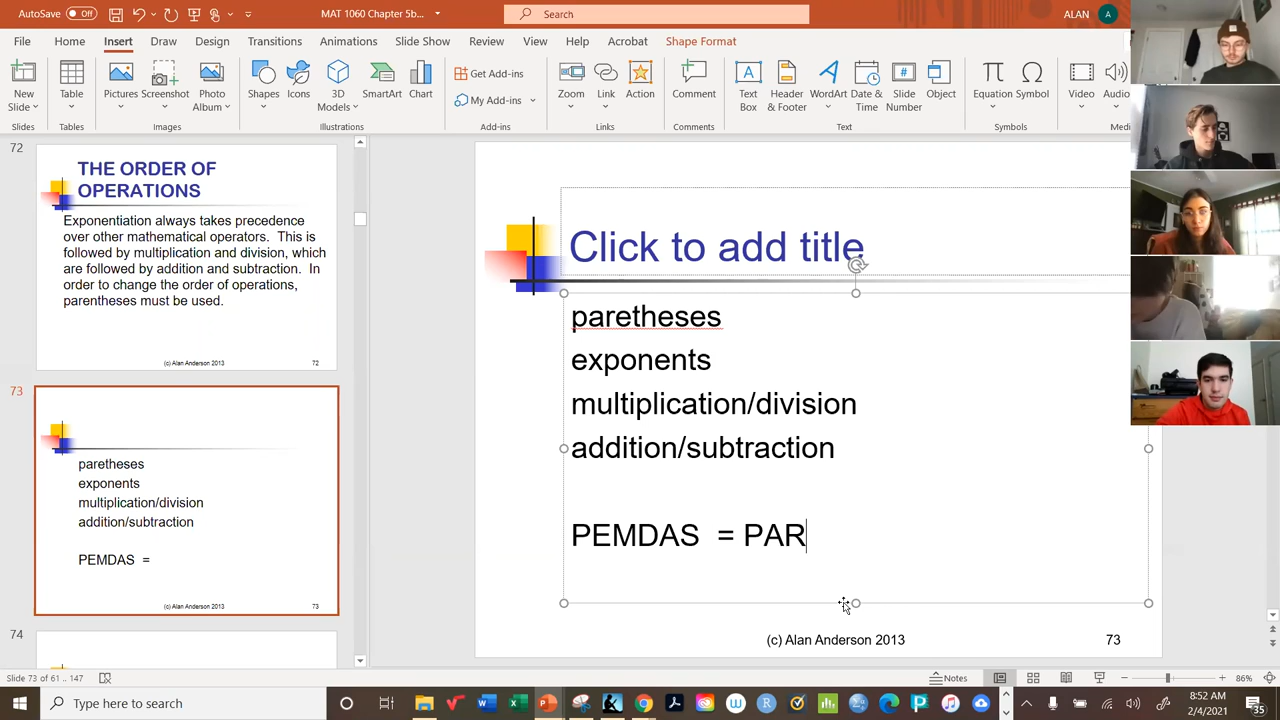 AutoSave Off
MAT 1060 Chapter 5b...
Search
ALAN A
File Home Insert Draw Design Transitions Animations Slide Show Review View Help Acrobat Shape Format
New Slide
Table
Pictures
Screenshot
Photo Album
Shapes
Icons
3D Models
SmartArt
Chart
Get Add-ins
My Add-ins
Zoom
Link
Action
Comment
Text Box
Header & Footer
WordArt
Date & Time
Slide Number
Object
Equation
Symbol
Video
Audio
Slides Tables Images Illustrations Add-ins Links Comments Text Symbols Medi
72
THE ORDER OF
OPERATIONS
Exponentiation always takes precedence
over other mathematical operators. This is
followed by multiplication and division, which
are followed by addition and subtraction. In
order to change the order of operations,
parentheses must be used.
(c) Alan Anderson 2013 72
73
paretheses
exponents
multiplication/division
addition/subtraction
PEMDAS =
(c) Alan Anderson 2013 73
74
Click to add title
paretheses
exponents
multiplication/division
addition/subtraction
PEMDAS = PAR
(c) Alan Anderson 2013 73
Slide 73 of 61 .. 147
Notes
86%
Type here to search
8:52 AM
2/4/2021
35